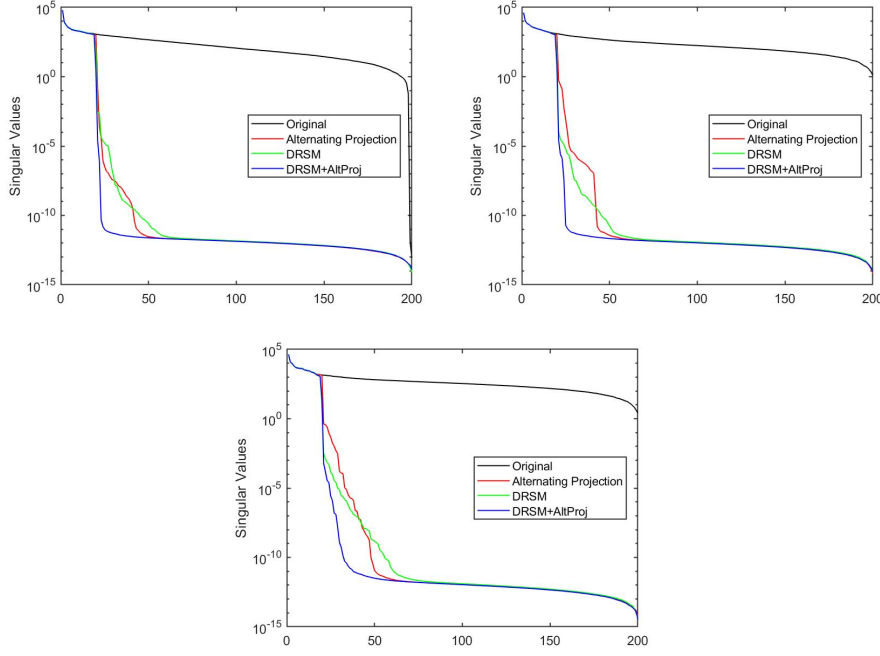 10^5
10^0
10^-5
10^-10
10^-15
Singular Values
0 50 100 150 200
Original
Alternating Projection
DRSM
DRSM+AltProj
10^5
10^0
10^-5
10^-10
10^-15
Singular Values
0 50 100 150 200
Original
Alternating Projection
DRSM
DRSM+AltProj
10^5
10^0
10^-5
10^-10
10^-15
Singular Values
0 50 100 150 200
Original
Alternating Projection
DRSM
DRSM+AltProj